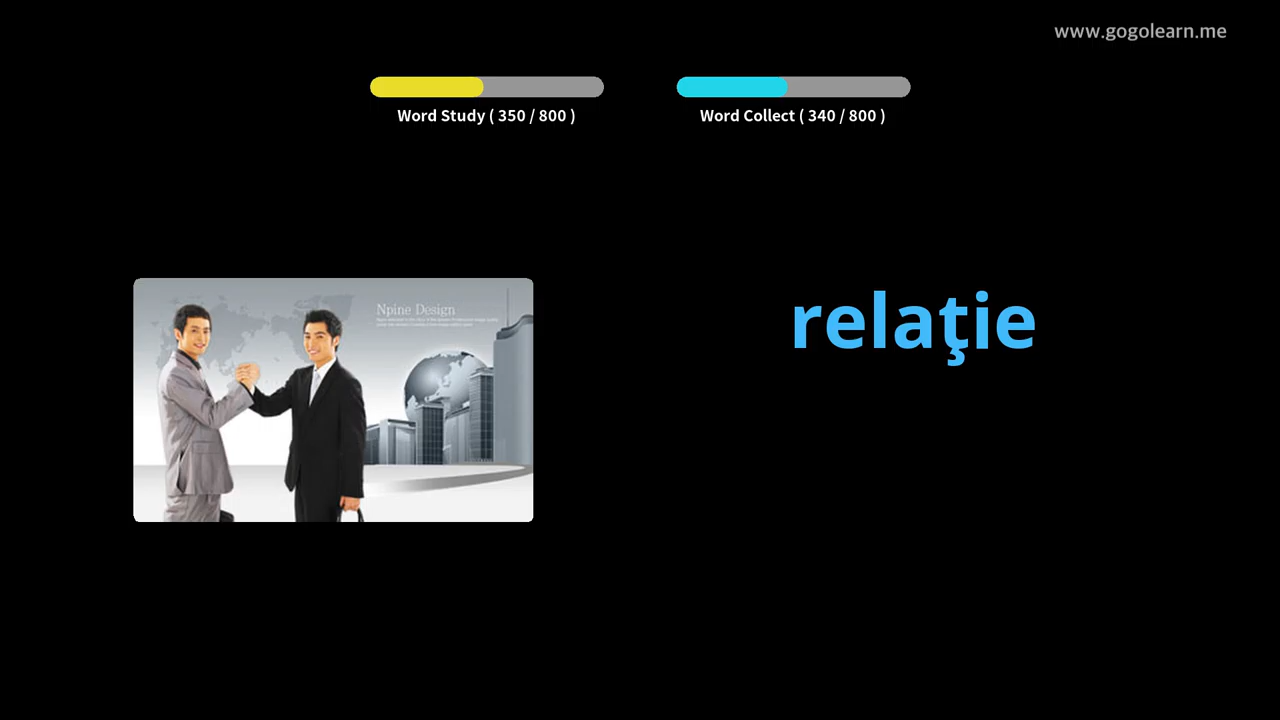 www.gogolearn.me
Word Study ( 350 / 800 )
Word Collect ( 340 / 800 )
Npine Design
relaţie